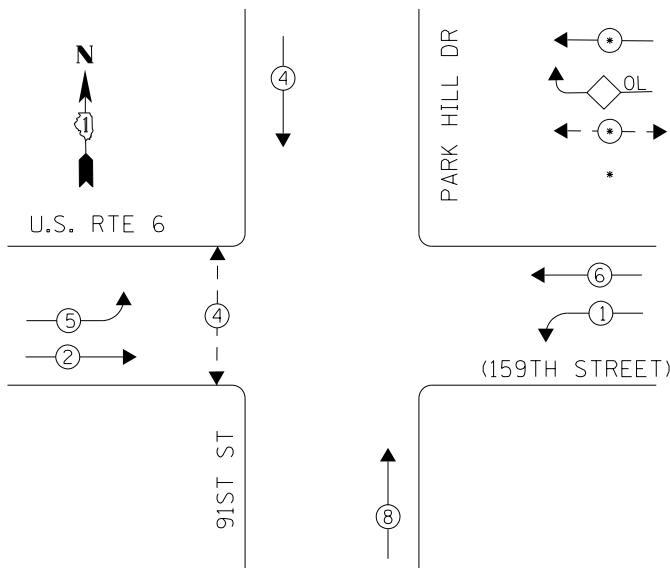 N
1
U.S. RTE 6
4
PARK HILL DR
*
OL
*
*
5
2
4
6
1
(159TH STREET)
91ST ST
8